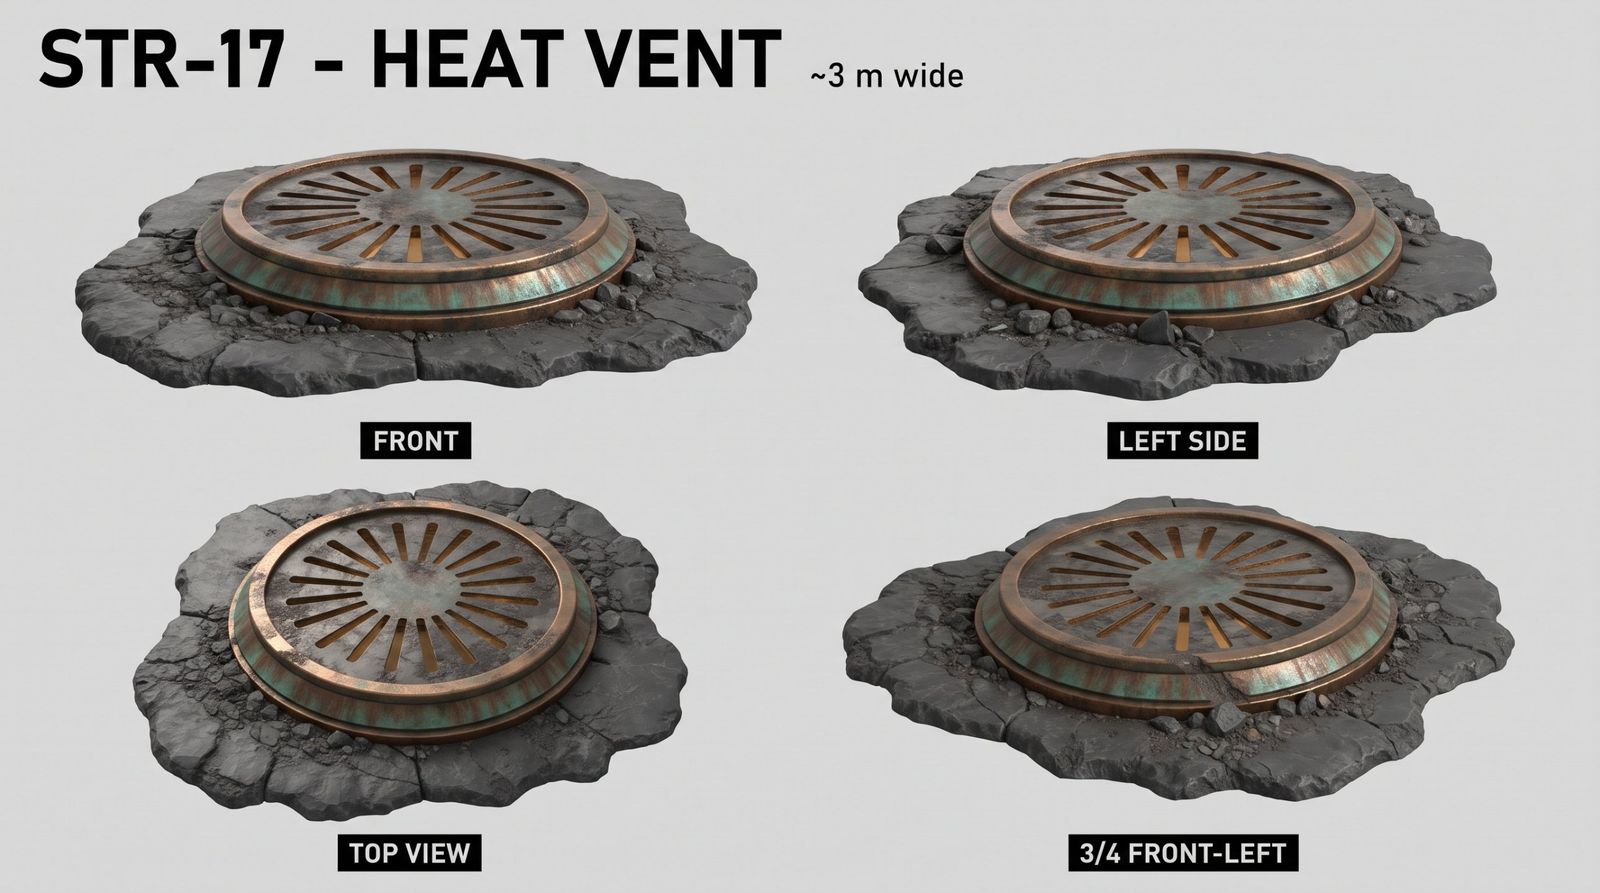 STR-17 - HEAT VENT ~3 m wide
FRONT
LEFT SIDE
TOP VIEW
3/4 FRONT-LEFT